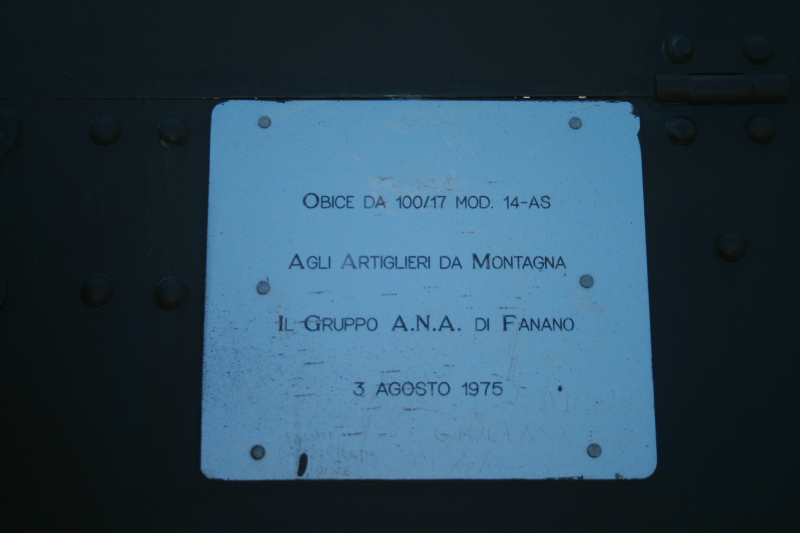 OBICE DA 100/17 MOD. 14-AS
AGLI ARTIGLIERI DA MONTAGNA
IL GRUPPO A.N.A. DI FANANO
3 AGOSTO 1975